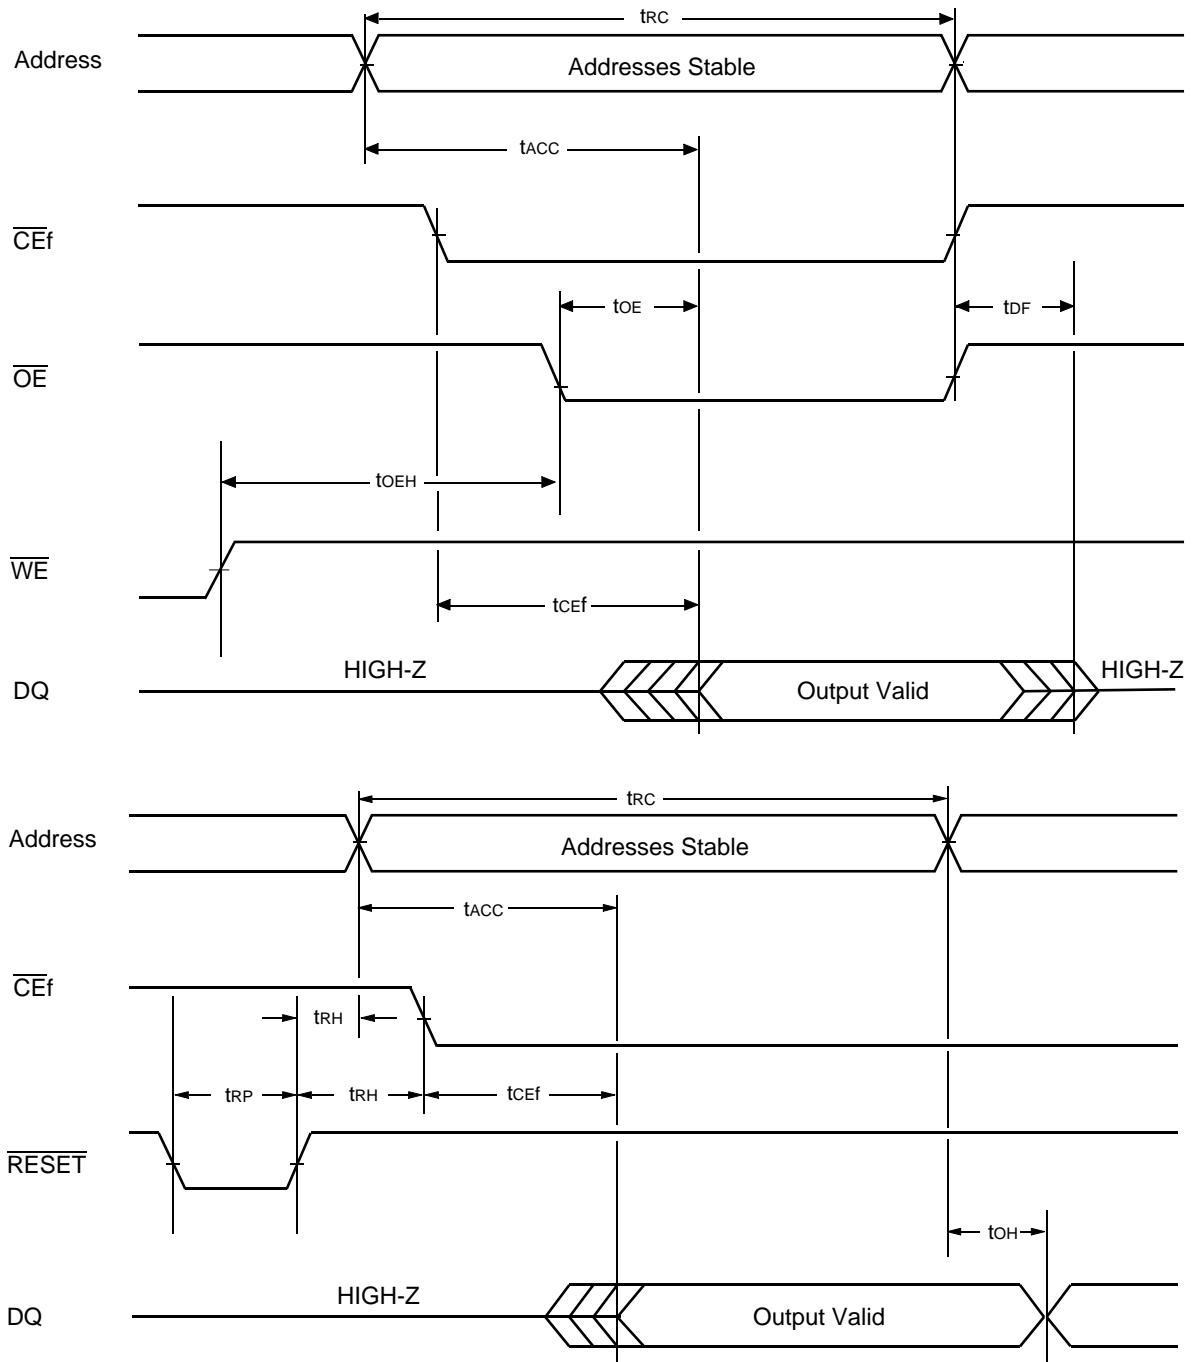 tRC
Address
Addresses Stable
tACC
CEf
tOE
tDF
OE
tOEH
WE
tCEf
HIGH-Z
HIGH-Z
DQ
Output Valid
tRC
Address
Addresses Stable
tACC
CEf
tRH
tRP
tRH
tCEf
RESET
tOH
HIGH-Z
DQ
Output Valid